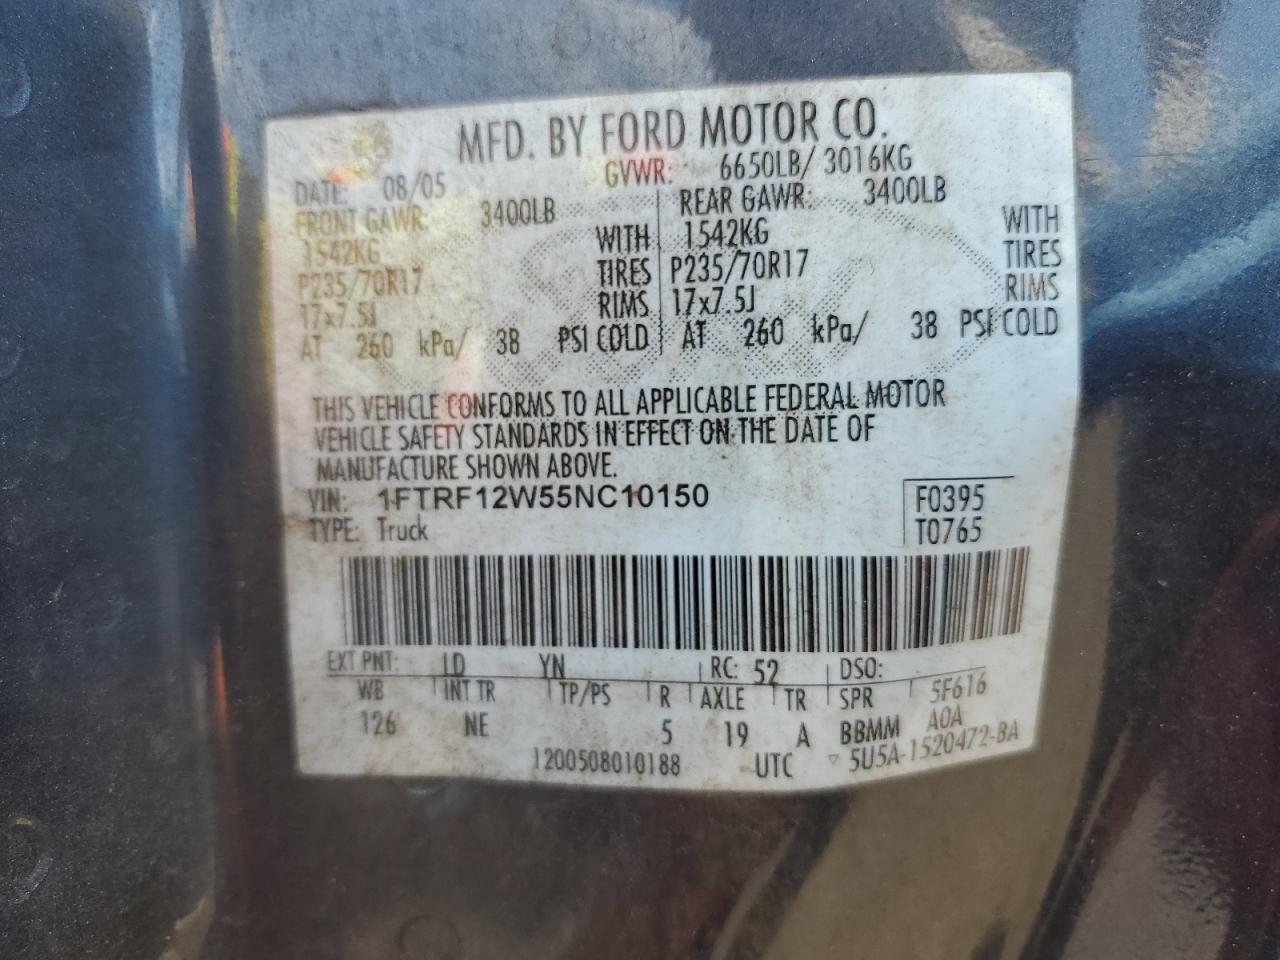 MFD. BY FORD MOTOR CO.
DATE: 08/05 GVWR: 6650LB/ 3016KG
FRONT GAWR: 3400LB REAR GAWR: 3400LB
1542KG WITH 1542KG WITH
P235/70R17 TIRES P235/70R17 TIRES
17x7.5J RIMS 17x7.5J RIMS
AT 260 kPa/ 38 PSI COLD AT 260 kPa/ 38 PSI COLD
THIS VEHICLE CONFORMS TO ALL APPLICABLE FEDERAL MOTOR
VEHICLE SAFETY STANDARDS IN EFFECT ON THE DATE OF
MANUFACTURE SHOWN ABOVE.
VIN: 1FTRF12W55NC10150 F0395
TYPE: Truck T0765
EXT PNT: LD YN RC: 52 DSO:
WB INT TR TP/PS R AXLE TR SPR 5F616
126 NE 5 19 A BBMM A0A
1200508010188 UTC ▽ 5U5A-1520472-BA